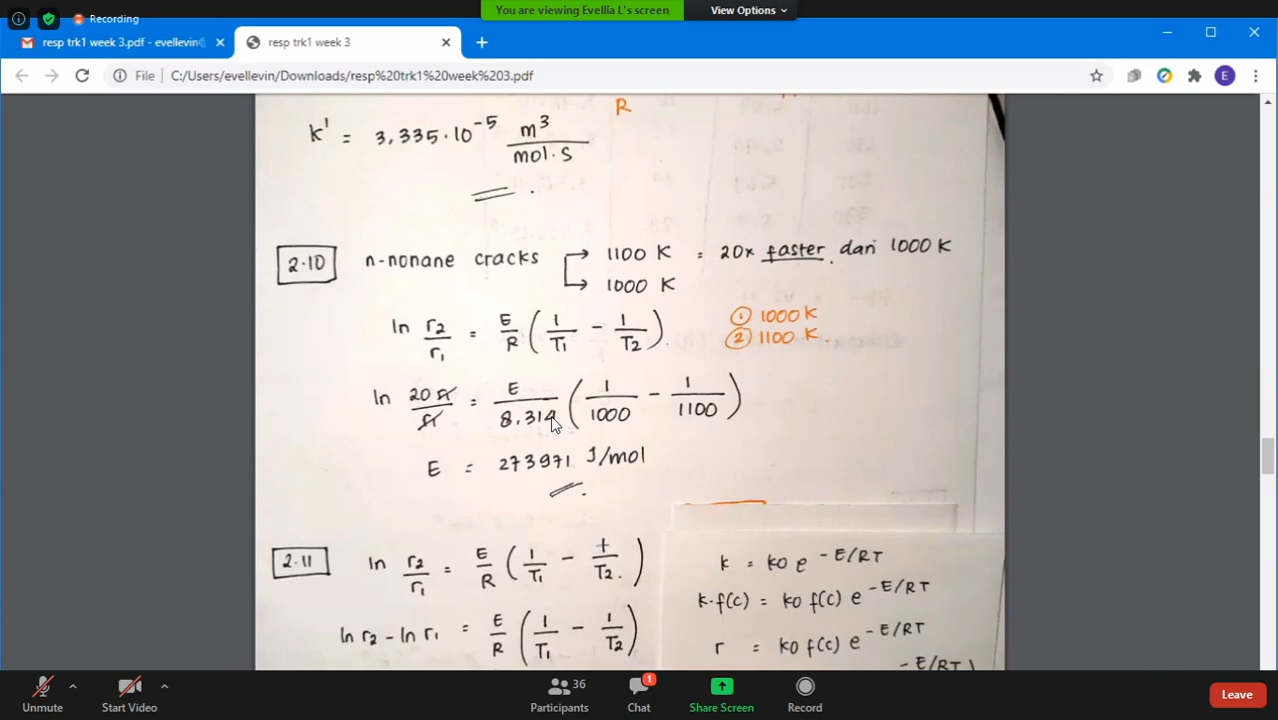 Recording
You are viewing Evellia L's screen
View Options
resp trk1 week 3.pdf - evellevin@
resp trk1 week 3
File C:/Users/evellevin/Downloads/resp%20trk1%20week%203.pdf
E
R
k' = 3,335·10⁻⁵ m³/mol·s
2.10 n-nonane cracks → 1100 K = 20x faster dari 1000 K
→ 1000 K
ln r2/r1 = E/R (1/T1 - 1/T2).
① 1000 K
② 1100 K.
ln 20 r1/r1 = E/8.314 (1/1000 - 1/1100)
E = 273971 J/mol
2.11 ln r2/r1 = E/R (1/T1 - 1/T2.)
ln r2 - ln r1 = E/R (1/T1 - 1/T2)
k = k0 e^-E/RT
k·f(c) = k0 f(c) e^-E/RT
r = k0 f(c) e^-E/RT
-E/RT)
Unmute
Start Video
36
Participants
1
Chat
Share Screen
Record
Leave